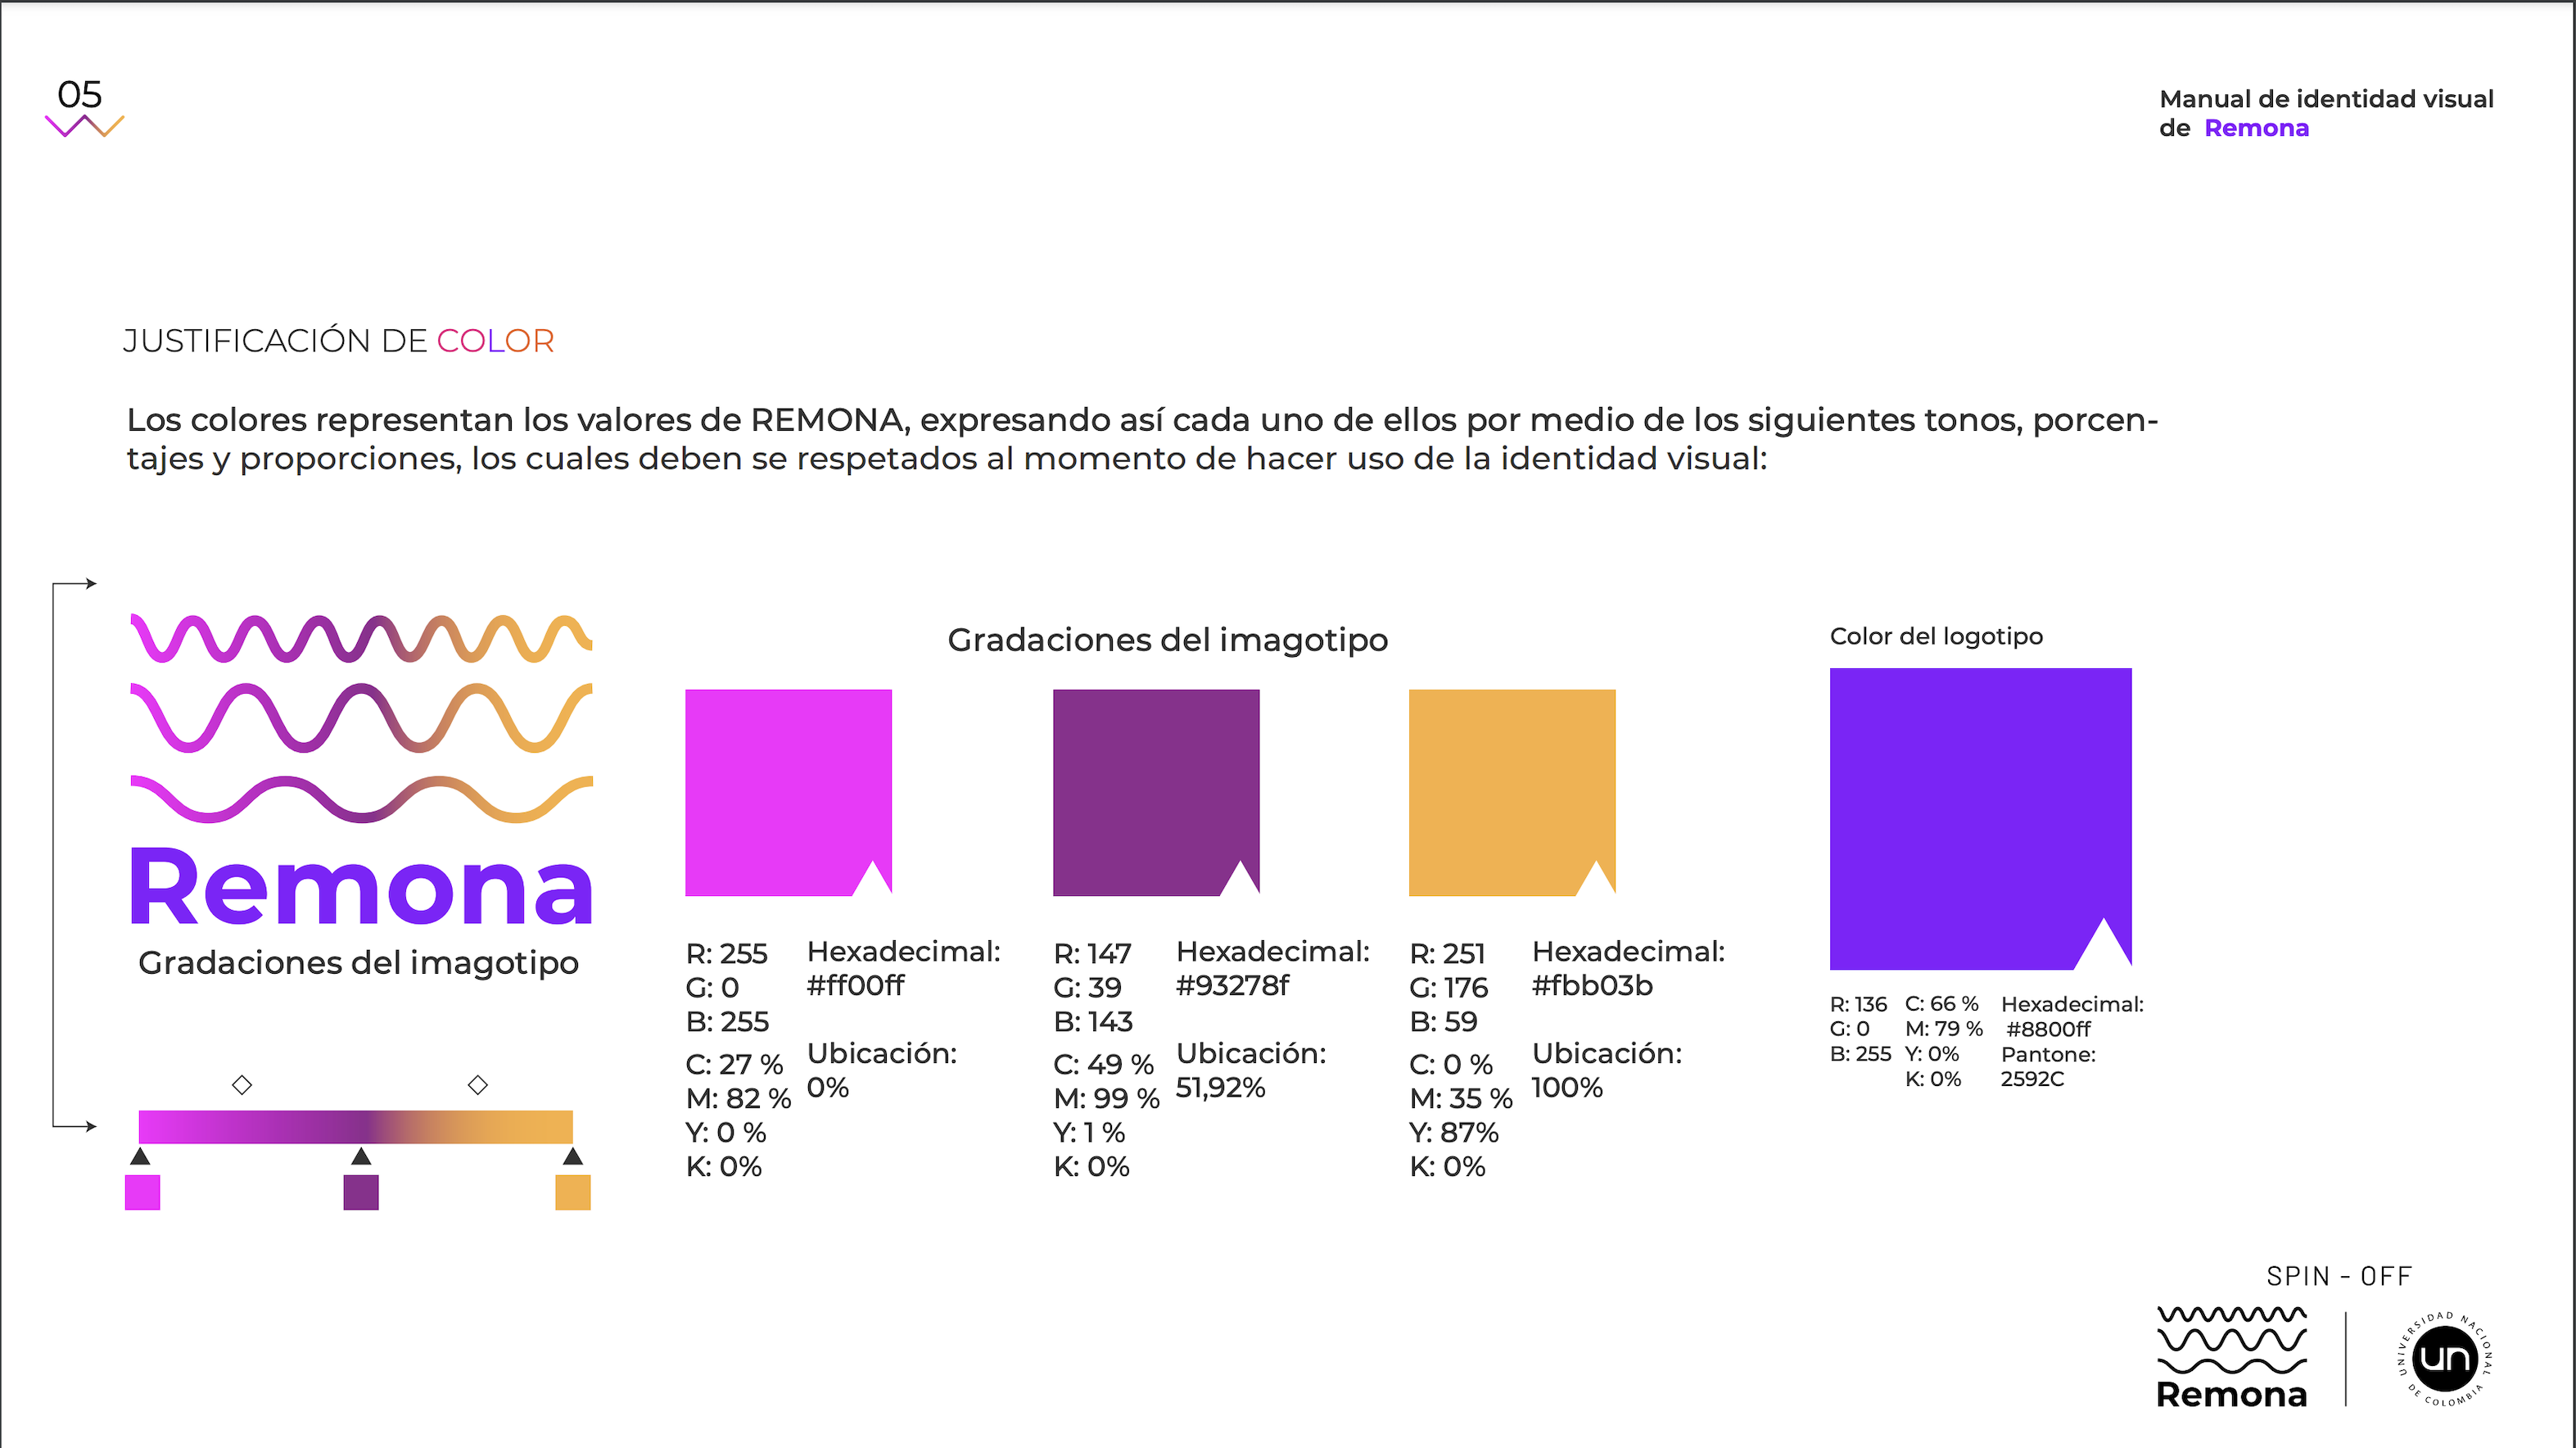 05
Manual de identidad visual
de Remona
JUSTIFICACIÓN DE COLOR
Los colores representan los valores de REMONA, expresando así cada uno de ellos por medio de los siguientes tonos, porcen-
tajes y proporciones, los cuales deben se respetados al momento de hacer uso de la identidad visual:
Remona
Gradaciones del imagotipo
Gradaciones del imagotipo
R: 255
G: 0
B: 255
C: 27 %
M: 82 %
Y: 0 %
K: 0%
Hexadecimal:
#ff00ff
Ubicación:
0%
R: 147
G: 39
B: 143
C: 49 %
M: 99 %
Y: 1 %
K: 0%
Hexadecimal:
#93278f
Ubicación:
51,92%
R: 251
G: 176
B: 59
C: 0 %
M: 35 %
Y: 87%
K: 0%
Hexadecimal:
#fbb03b
Ubicación:
100%
Color del logotipo
R: 136
G: 0
B: 255
C: 66 %
M: 79 %
Y: 0%
K: 0%
Hexadecimal:
#8800ff
Pantone:
2592C
SPIN - OFF
Remona
UNIVERSIDAD NACIONAL
DE COLOMBIA
un